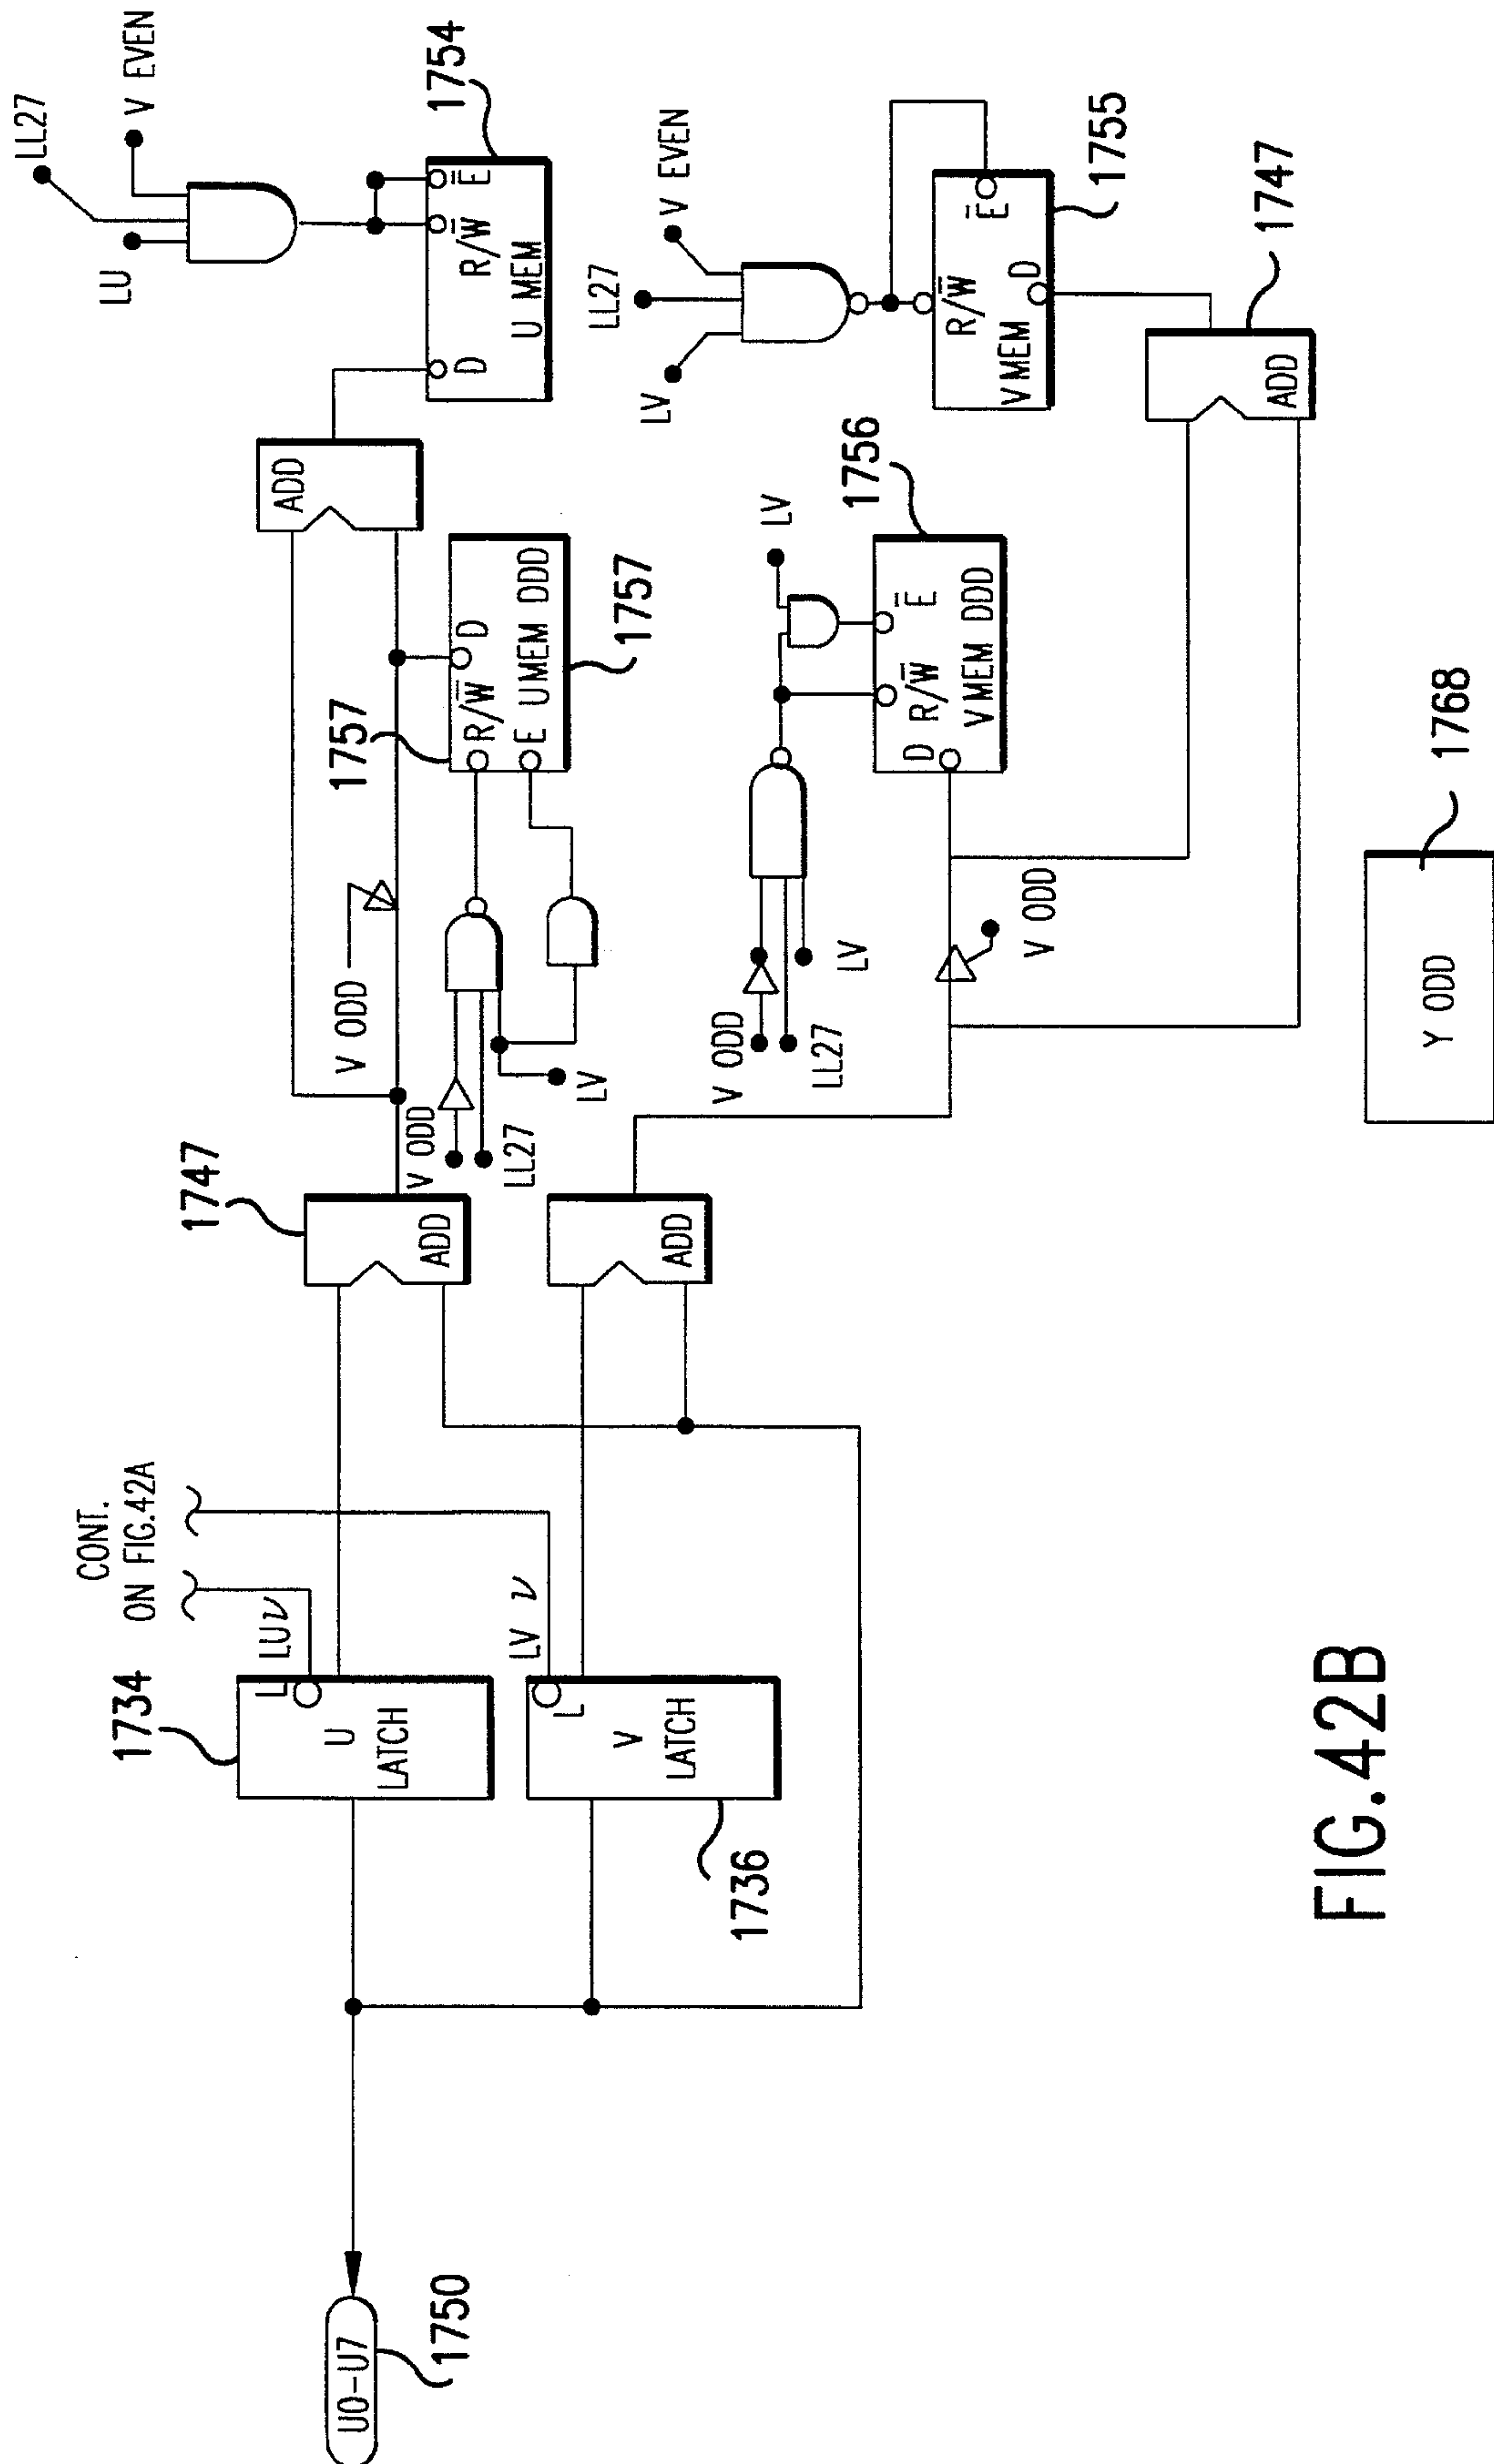 U0-U7
1750
1734
U
LATCH
L
LUν
CONT.
ON FIG.42A
V
LATCH
L
LV ν
1736
1747
ADD
ADD
V ODD
V ODD
LL27
LV
1757
R/W̅
D
E UMEM DDD
1757
ADD
LU
LL27
V EVEN
D
R/W̅
E̅
U MEM
1754
V ODD
LL27
LV
V ODD
LV
D
R/W̅
E̅
VMEM DDD
1756
LV
LL27
V EVEN
R/W̅
E̅
VMEM
D
1755
ADD
1747
Y ODD
1768
FIG.42B